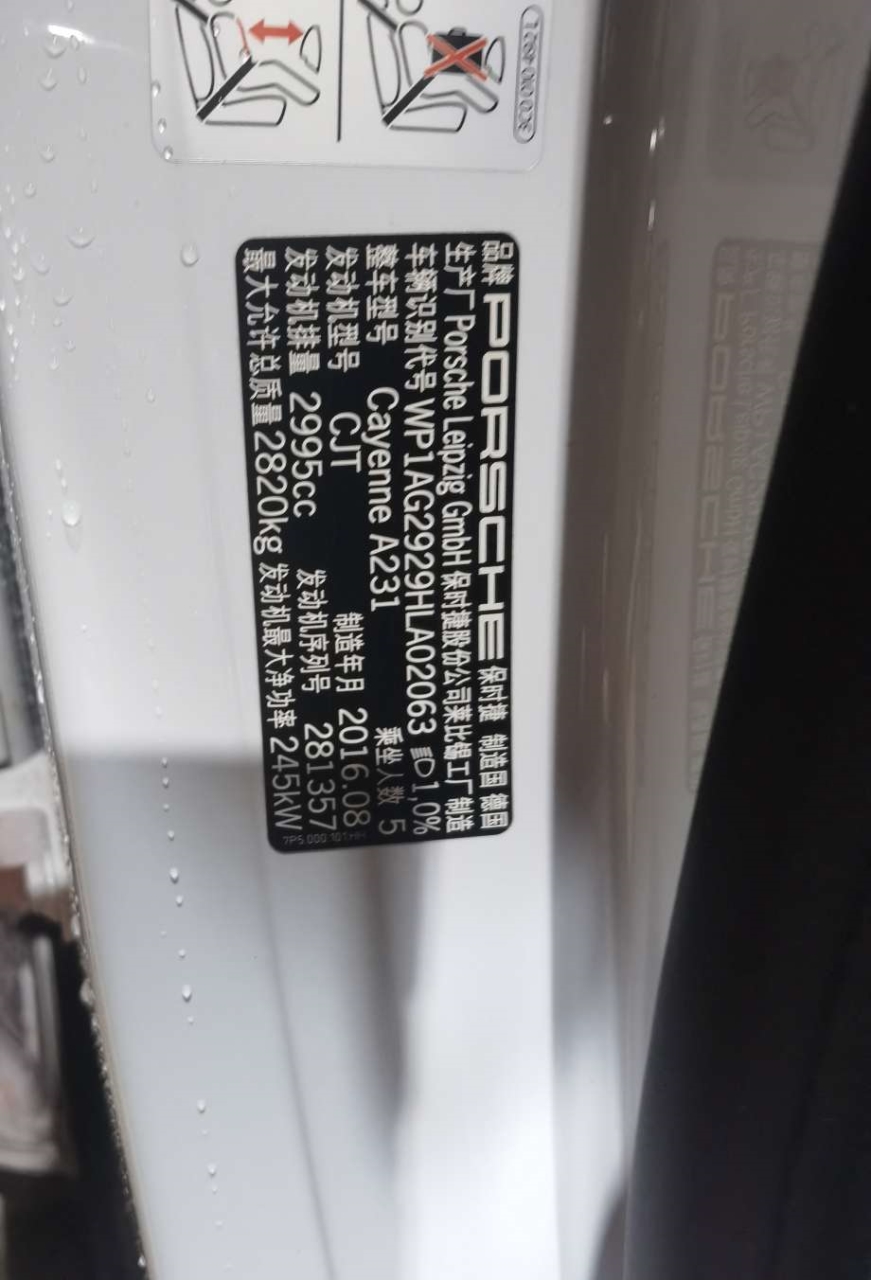 品牌 PORSCHE 保时捷 制造国 德国
生产厂 Porsche Leipzig GmbH 保时捷股份公司莱比锡工厂 制造
车辆识别代号 WP1AG2929HLA02063 1,0%
整车型号 Cayenne A231 乘坐人数 5
发动机型号 CJT 制造年月 2016.08
发动机排量 2995cc 发动机序列号 281357
最大允许总质量 2820kg 发动机最大净功率 245kW